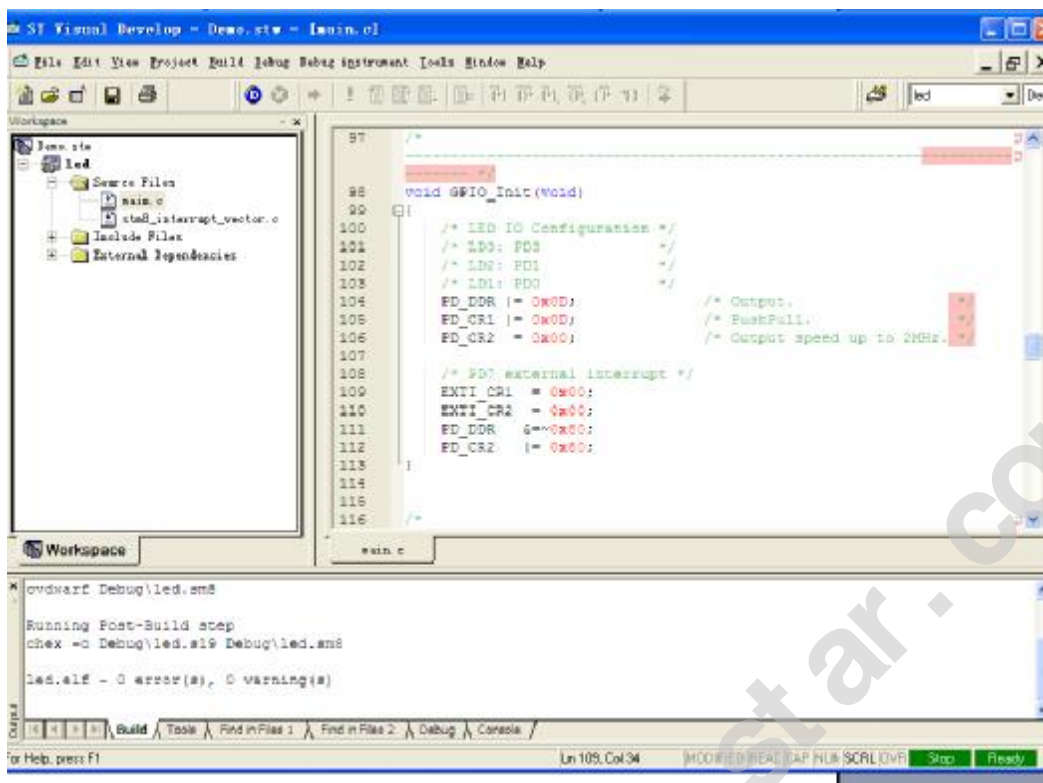 ST Visual Develop - Demo.stw - [main.c]
File Edit View Project Build Debug Debug instrument Tools Window Help
led
Workspace
Demo.stw
led
Source Files
main.c
stm8_interrupt_vector.c
Include Files
External Dependencies
97 /*
-------- */
98 void GPIO_Init(void)
99 {
100 /* LED IO Configuration */
101 /* LD3: PD3 */
102 /* LD2: PD1 */
103 /* LD1: PD0 */
104 PD_DDR |= 0x0D; /* Output. */
105 PD_CR1 |= 0x0D; /* PushPull. */
106 PD_CR2 = 0x00; /* Output speed up to 2MHz. */
107
108 /* PD7 external interrupt */
109 EXTI_CR1 = 0x00;
110 EXTI_CR2 = 0x00;
111 PD_DDR &=~0x80;
112 PD_CR2 |= 0x80;
113 }
114
115
116 /*
Workspace
main.c
cvdwarf Debug\led.sm8
Running Post-Build step
chex -o Debug\led.s19 Debug\led.sm8
led.elf - 0 error(s), 0 warning(s)
Output
Build Tools Find in Files 1 Find in Files 2 Debug Console
For Help, press F1
Ln 109, Col 34
MODIFIED READ CAP NUM SCRL OVR Stop Ready